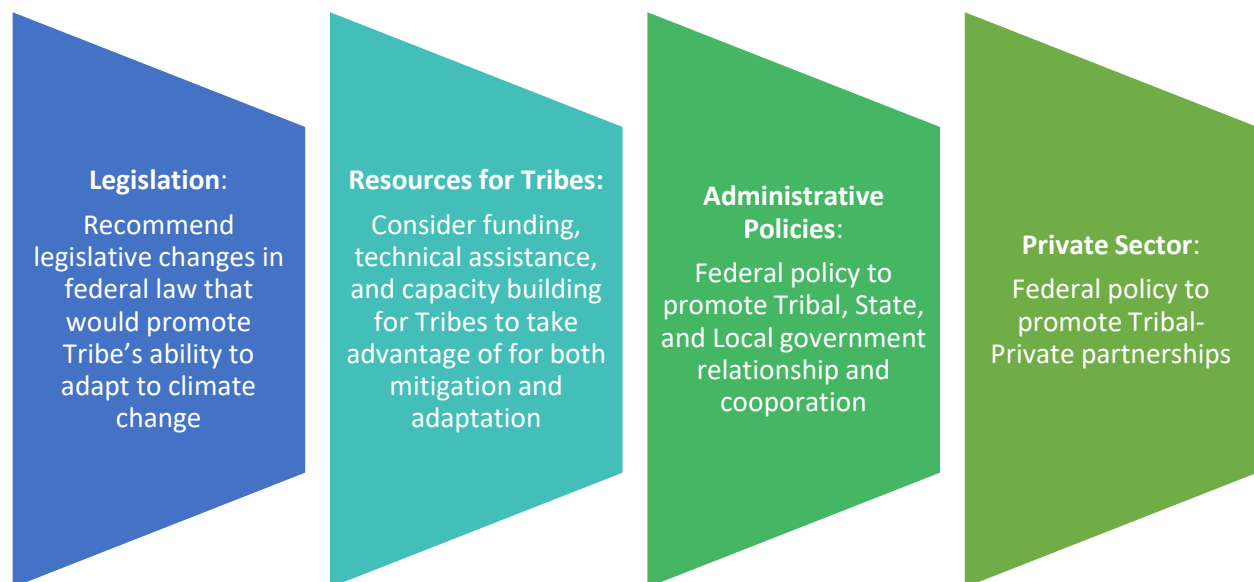 Legislation:
Recommend
legislative changes in
federal law that
would promote
Tribe’s ability to
adapt to climate
change
Resources for Tribes:
Consider funding,
technical assistance,
and capacity building
for Tribes to take
advantage of for both
mitigation and
adaptation
Administrative
Policies:
Federal policy to
promote Tribal, State,
and Local government
relationship and
cooporation
Private Sector:
Federal policy to
promote Tribal-
Private partnerships